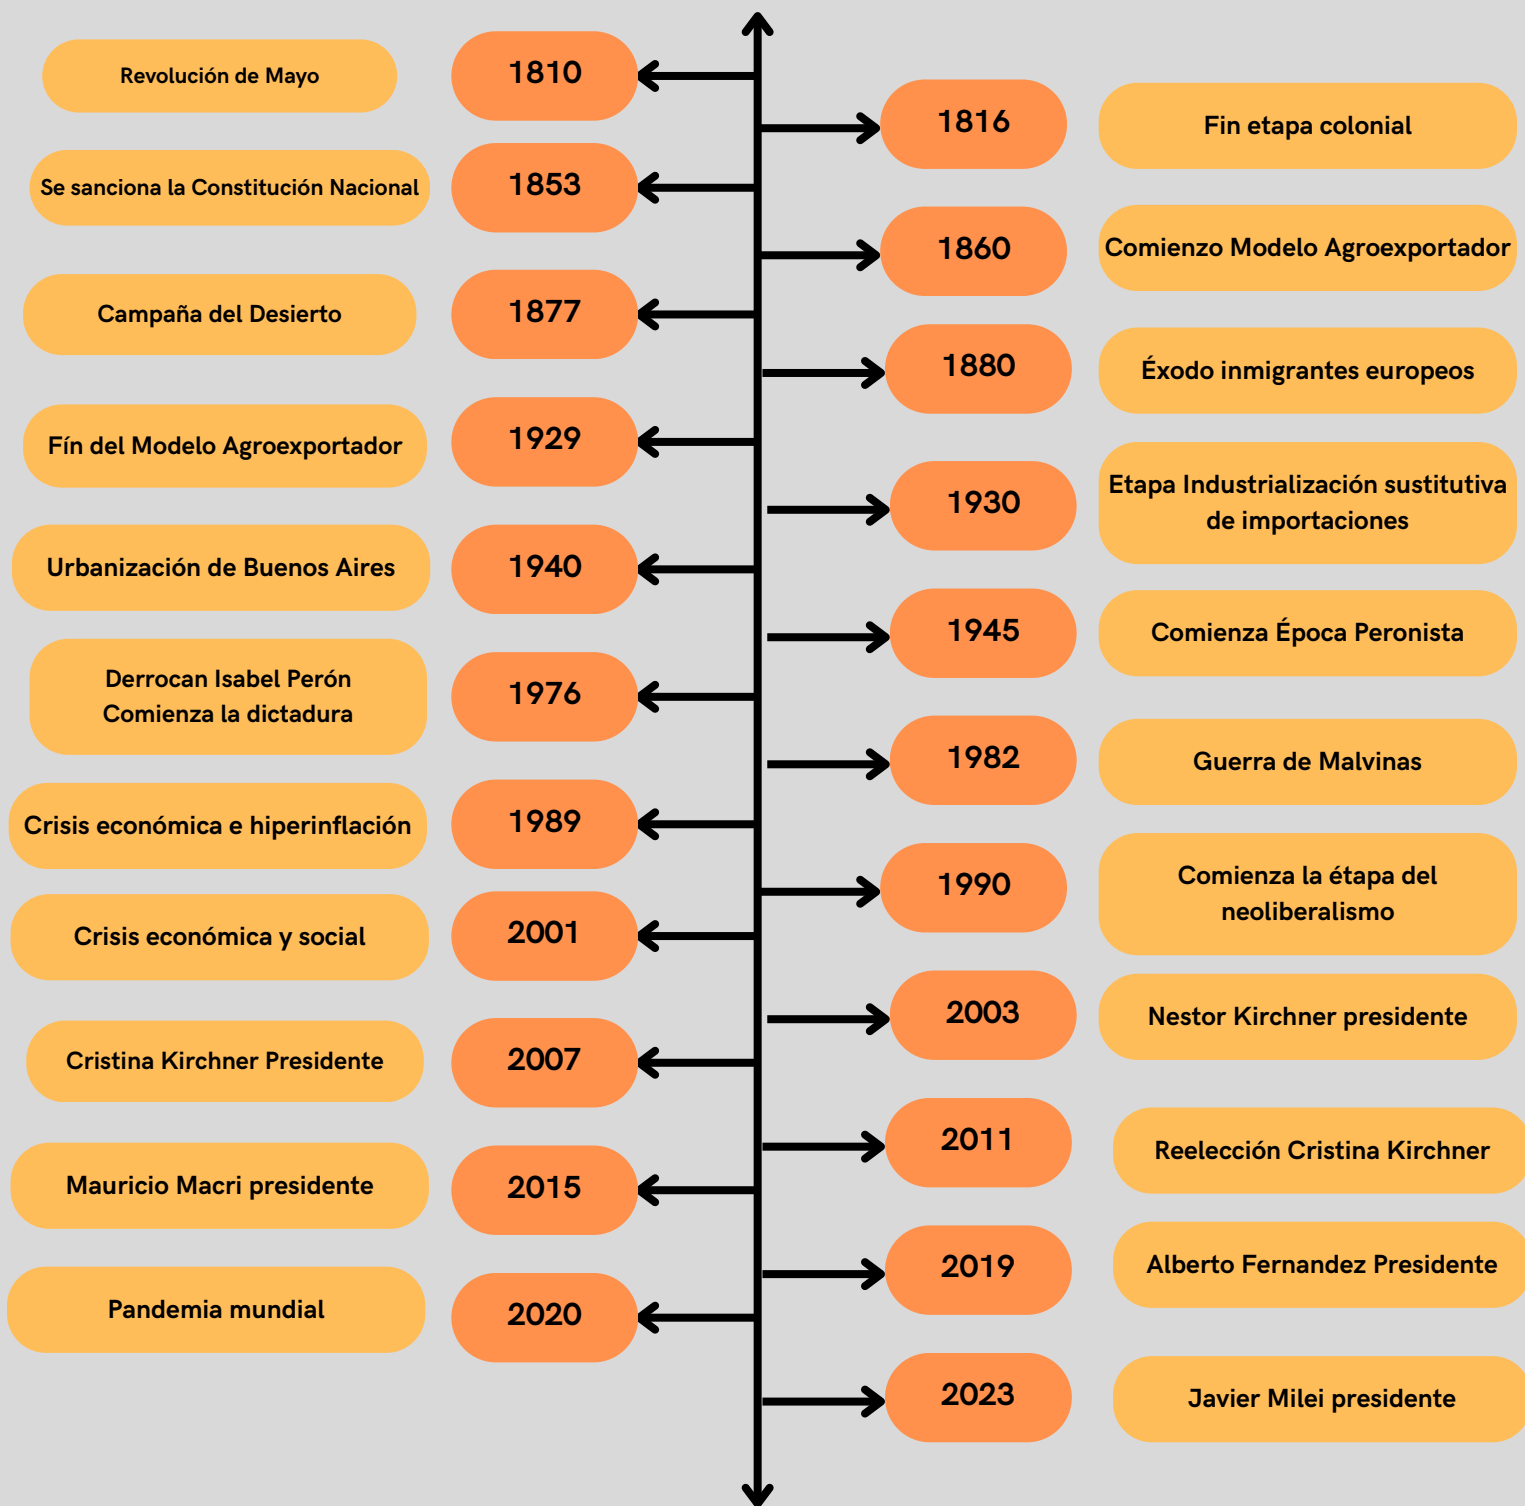 Revolución de Mayo
1810
1816
Fin etapa colonial
Se sanciona la Constitución Nacional
1853
1860
Comienzo Modelo Agroexportador
Campaña del Desierto
1877
1880
Éxodo inmigrantes europeos
Fín del Modelo Agroexportador
1929
1930
Etapa Industrialización sustitutiva
de importaciones
Urbanización de Buenos Aires
1940
1945
Comienza Época Peronista
Derrocan Isabel Perón
Comienza la dictadura
1976
1982
Guerra de Malvinas
Crisis económica e hiperinflación
1989
1990
Comienza la étapa del
neoliberalismo
Crisis económica y social
2001
2003
Nestor Kirchner presidente
Cristina Kirchner Presidente
2007
2011
Reelección Cristina Kirchner
Mauricio Macri presidente
2015
2019
Alberto Fernandez Presidente
Pandemia mundial
2020
2023
Javier Milei presidente